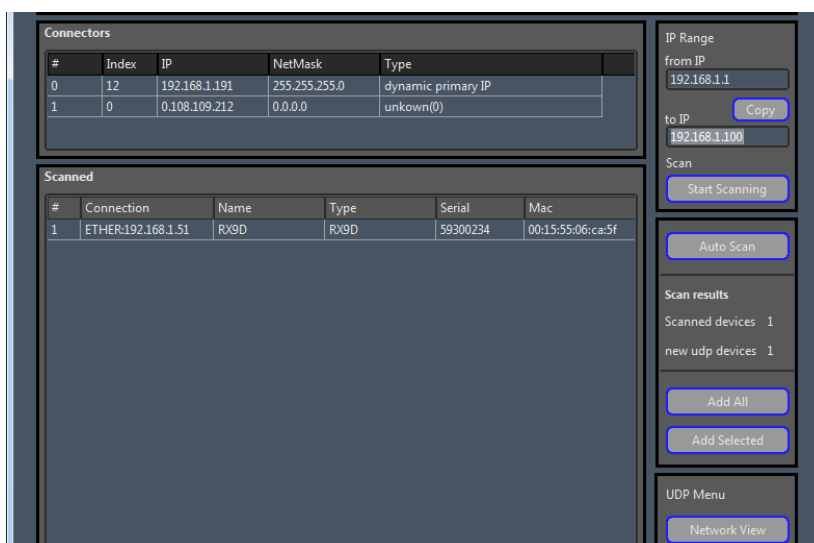 Connectors
# Index IP NetMask Type
0 12 192.168.1.191 255.255.255.0 dynamic primary IP
1 0 0.108.109.212 0.0.0.0 unkown(0)
Scanned
# Connection Name Type Serial Mac
1 ETHER:192.168.1.51 RX9D RX9D 59300234 00:15:55:06:ca:5f
IP Range
from IP
192.168.1.1
Copy
to IP
192.168.1.100
Scan
Start Scanning
Auto Scan
Scan results
Scanned devices 1
new udp devices 1
Add All
Add Selected
UDP Menu
Network View